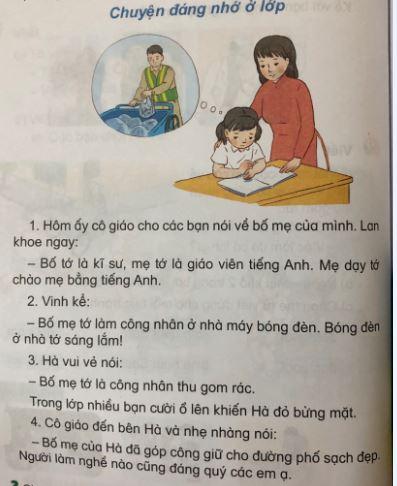 Chuyện đáng nhớ ở lớp
1. Hôm ấy cô giáo cho các bạn nói về bố mẹ của mình. Lan
khoe ngay:
– Bố tớ là kĩ sư, mẹ tớ là giáo viên tiếng Anh. Mẹ dạy tớ
chào mẹ bằng tiếng Anh.
2. Vinh kể:
– Bố mẹ tớ làm công nhân ở nhà máy bóng đèn. Bóng đèn
ở nhà tớ sáng lắm!
3. Hà vui vẻ nói:
– Bố mẹ tớ là công nhân thu gom rác.
Trong lớp nhiều bạn cười ồ lên khiến Hà đỏ bừng mặt.
4. Cô giáo đến bên Hà và nhẹ nhàng nói:
– Bố mẹ của Hà đã góp công giữ cho đường phố sạch đẹp.
Người làm nghề nào cũng đáng quý các em ạ.